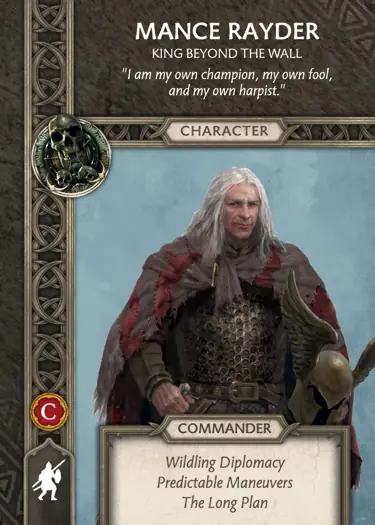 MANCE RAYDER
KING BEYOND THE WALL
"I am my own champion, my own fool,
and my own harpist."
CHARACTER
C
COMMANDER
Wildling Diplomacy
Predictable Maneuvers
The Long Plan